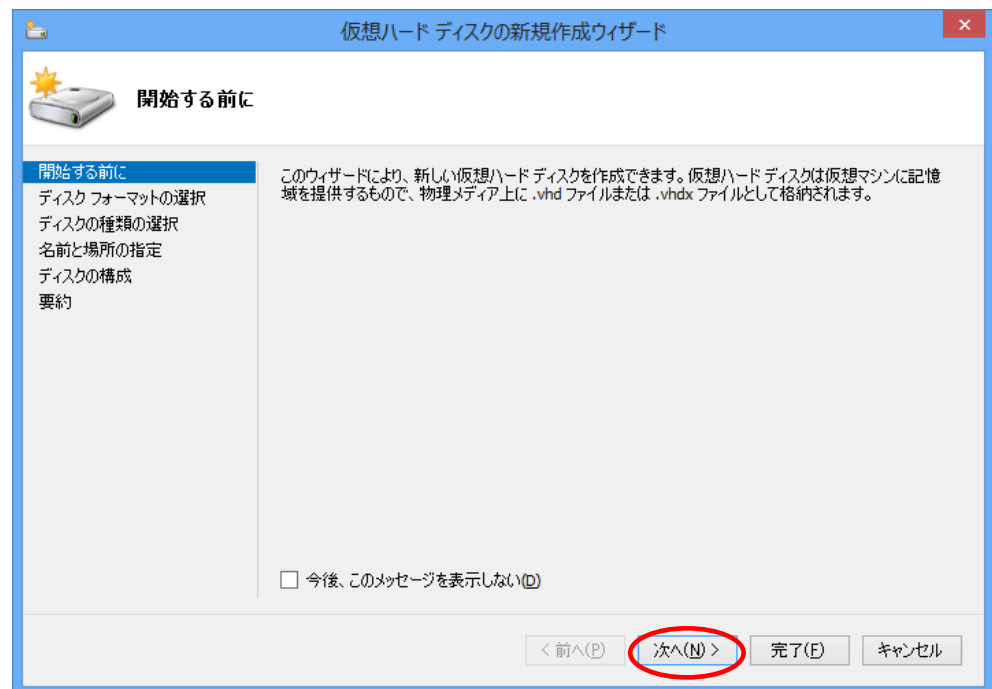 仮想ハード ディスクの新規作成ウィザード
開始する前に
開始する前に
ディスク フォーマットの選択
ディスクの種類の選択
名前と場所の指定
ディスクの構成
要約
このウィザードにより、新しい仮想ハード ディスクを作成できます。仮想ハード ディスクは仮想マシンに記憶
域を提供するもので、物理メディア上に .vhd ファイルまたは .vhdx ファイルとして格納されます。
今後、このメッセージを表示しない(D)
< 前へ(P)
次へ(N) >
完了(F)
キャンセル